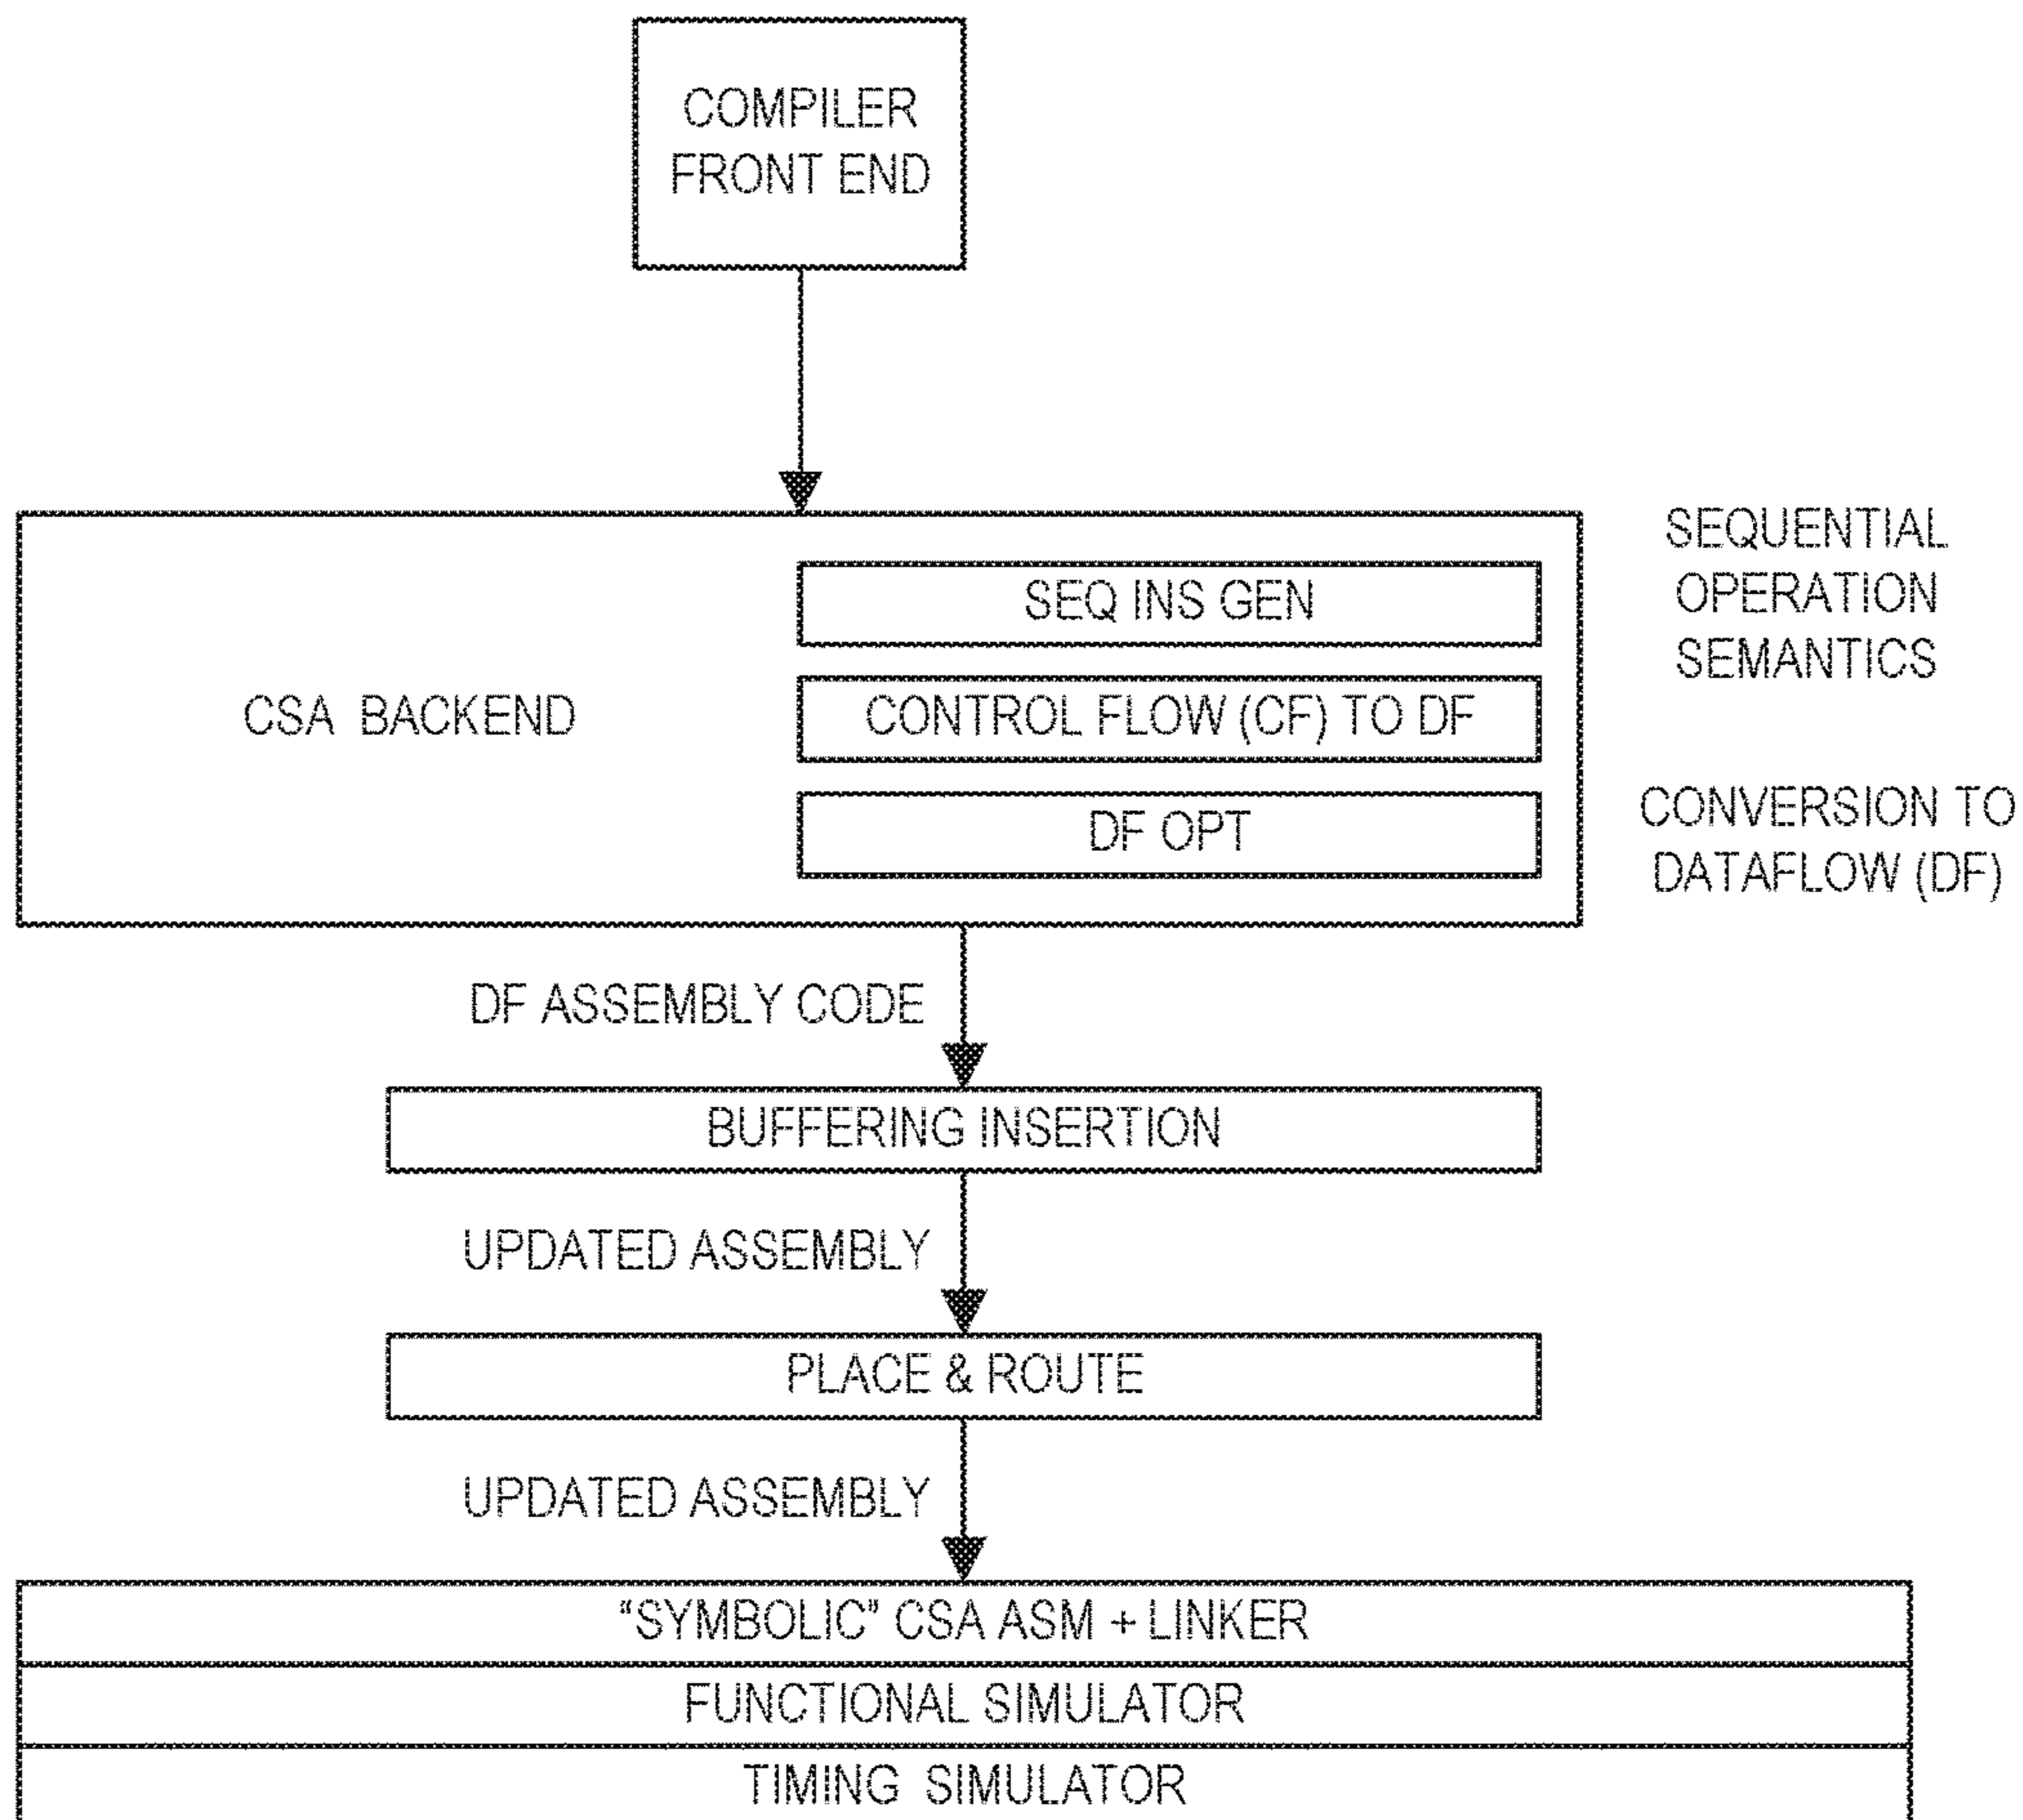 COMPILER
FRONT END
SEQUENTIAL
OPERATION
SEMANTICS
SEQ INS GEN
CSA BACKEND
CONTROL FLOW (CF) TO DF
CONVERSION TO
DATAFLOW (DF)
DF OPT
DF ASSEMBLY CODE
BUFFERING INSERTION
UPDATED ASSEMBLY
PLACE & ROUTE
UPDATED ASSEMBLY
“SYMBOLIC” CSA ASM + LINKER
FUNCTIONAL SIMULATOR
TIMING SIMULATOR